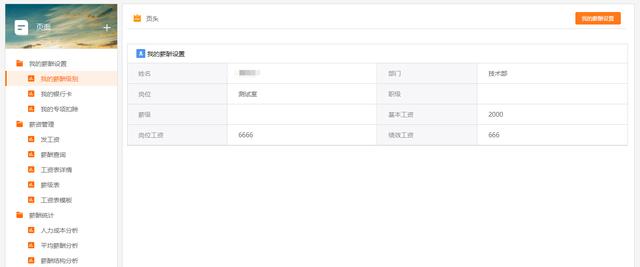 页面
我的薪酬设置
我的薪酬级别
我的银行卡
我的专项扣除
薪资管理
发工资
薪酬查询
工资表详情
薪级表
工资表模板
薪酬统计
人力成本分析
平均薪酬分析
薪酬结构分析
页头 我的薪酬设置
我的薪酬设置
姓名 部门 技术部
岗位 测试室 职级
薪级 基本工资 2000
岗位工资 6666 绩效工资 666